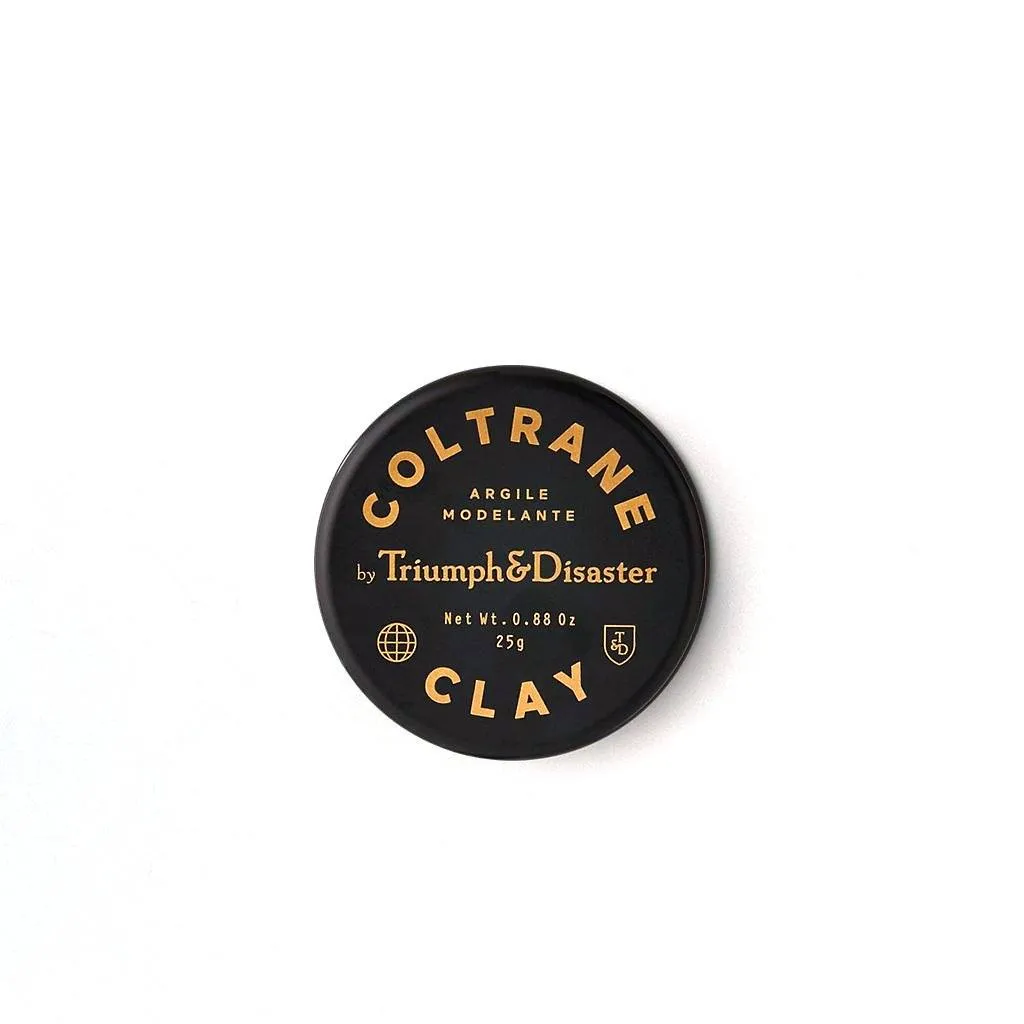 COLTRANE
ARGILE
MODELANTE
by Triumph&Disaster
Net Wt. 0.88 Oz
25g
T
&D
CLAY